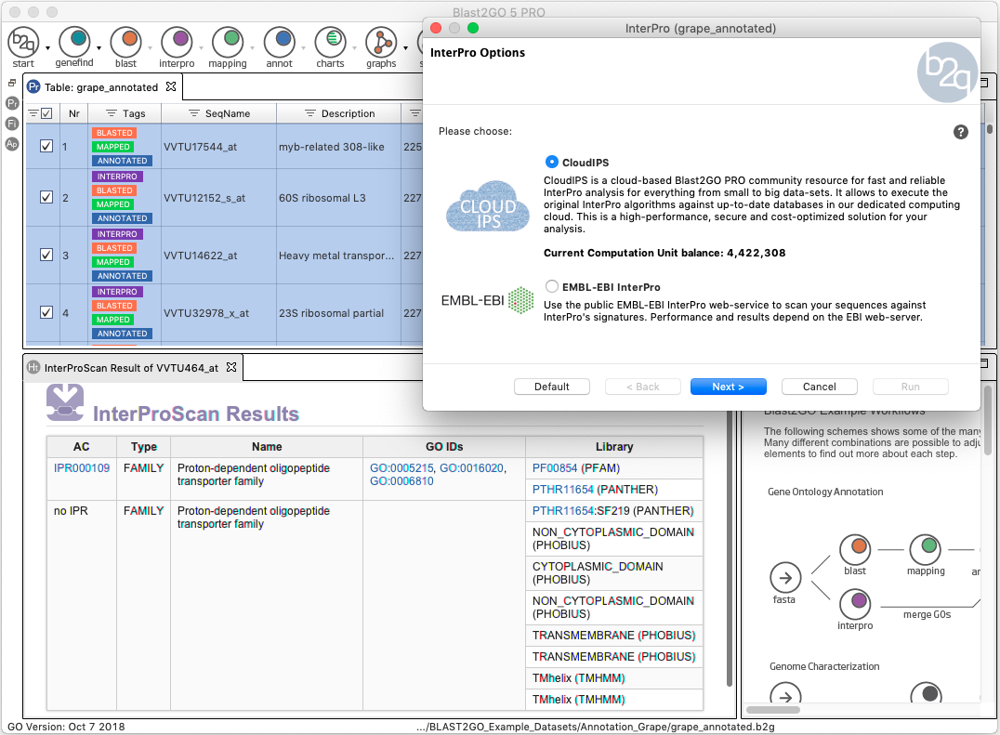 Blast2GO 5 PRO
b2g
start
genefind
blast
interpro
mapping
annot
charts
graphs
Pr
Fi
Ap
Pr Table: grape_annotated
Nr Tags SeqName Description
1 BLASTED MAPPED ANNOTATED VVTU17544_at myb-related 308-like 225
2 INTERPRO BLASTED MAPPED ANNOTATED VVTU12152_s_at 60S ribosomal L3 227
3 INTERPRO BLASTED MAPPED ANNOTATED VVTU14622_at Heavy metal transpor... 227
4 INTERPRO BLASTED MAPPED ANNOTATED VVTU32978_x_at 23S ribosomal partial 227
InterPro (grape_annotated)
InterPro Options
b2g
Please choose:
?
CLOUD
IPS
CloudIPS
CloudIPS is a cloud-based Blast2GO PRO community resource for fast and reliable
InterPro analysis for everything from small to big data-sets. It allows to execute the
original InterPro algorithms against up-to-date databases in our dedicated computing
cloud. This is a high-performance, secure and cost-optimized solution for your
analysis.
Current Computation Unit balance: 4,422,308
EMBL-EBI
EMBL-EBI InterPro
Use the public EMBL-EBI InterPro web-service to scan your sequences against
InterPro's signatures. Performance and results depend on the EBI web-server.
Default
< Back
Next >
Cancel
Run
Ht InterProScan Result of VVTU464_at
InterProScan Results
AC Type Name GO IDs Library
IPR000109 FAMILY Proton-dependent oligopeptide
transporter family
GO:0005215, GO:0016020,
GO:0006810
PF00854 (PFAM)
PTHR11654 (PANTHER)
no IPR FAMILY Proton-dependent oligopeptide
transporter family
PTHR11654:SF219 (PANTHER)
NON_CYTOPLASMIC_DOMAIN
(PHOBIUS)
CYTOPLASMIC_DOMAIN
(PHOBIUS)
NON_CYTOPLASMIC_DOMAIN
(PHOBIUS)
TRANSMEMBRANE (PHOBIUS)
TRANSMEMBRANE (PHOBIUS)
TMhelix (TMHMM)
TMhelix (TMHMM)
Blast2GO Example Workflows
The following schemes shows some of the many
Many different combinations are possible to adju
elements to find out more about each step.
Gene Ontology Annotation
fasta
blast
mapping
an
interpro
merge GOs
Genome Characterization
GO Version: Oct 7 2018
.../BLAST2GO_Example_Datasets/Annotation_Grape/grape_annotated.b2g